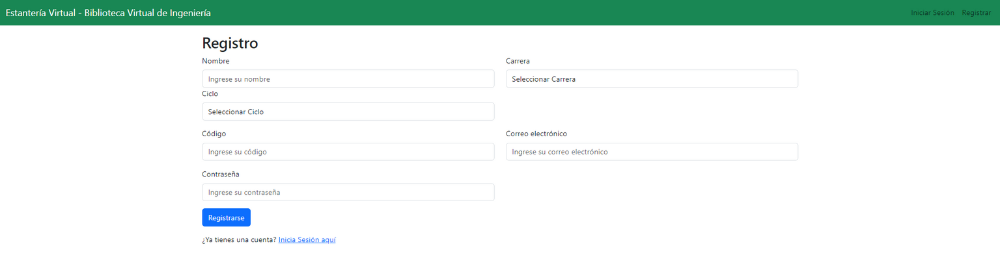 Estantería Virtual - Biblioteca Virtual de Ingeniería
Iniciar Sesión Registrar
Registro
Nombre
Ingrese su nombre
Carrera
Seleccionar Carrera
Ciclo
Seleccionar Ciclo
Código
Ingrese su código
Correo electrónico
Ingrese su correo electrónico
Contraseña
Ingrese su contraseña
Registrarse
¿Ya tienes una cuenta? Inicia Sesión aquí